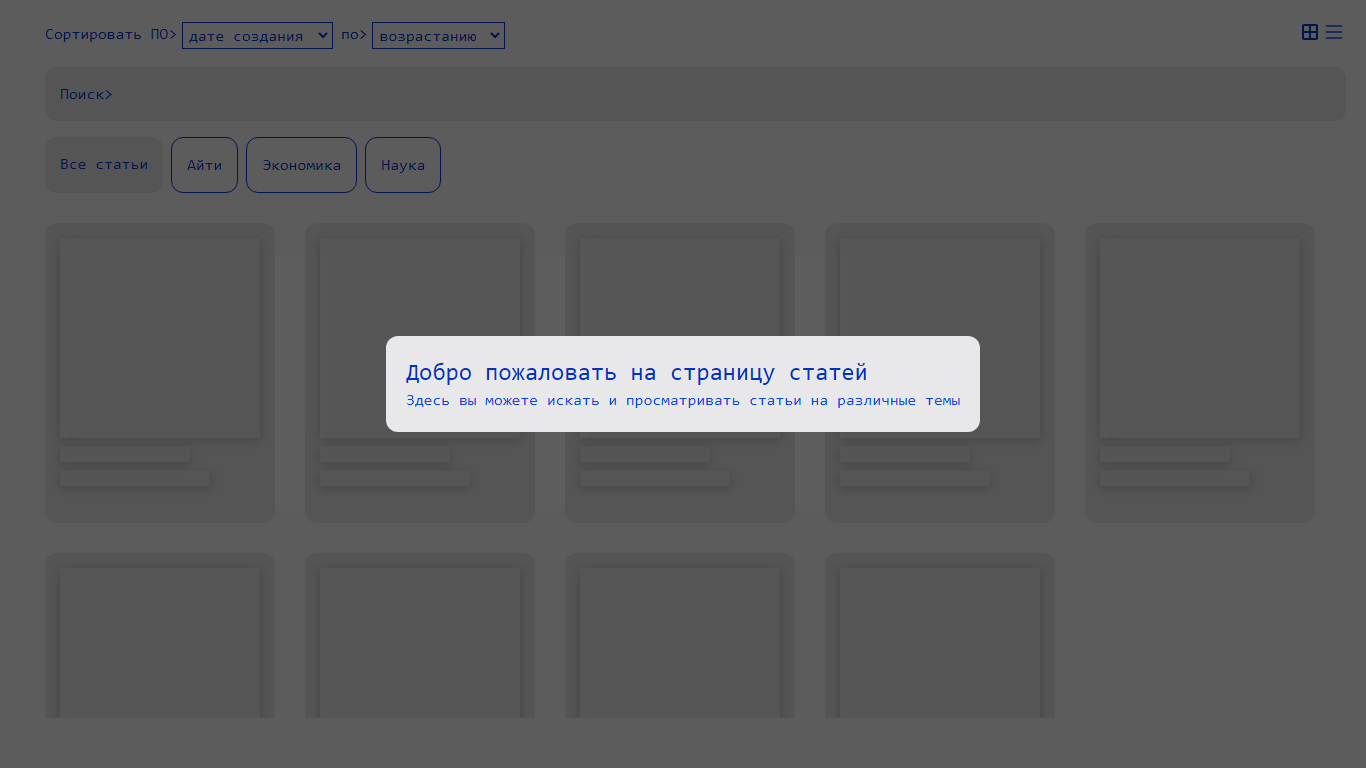 Сортировать ПО> дате создания по> возрастанию
Поиск>
Все статьи Айти Экономика Наука
Добро пожаловать на страницу статей
Здесь вы можете искать и просматривать статьи на различные темы